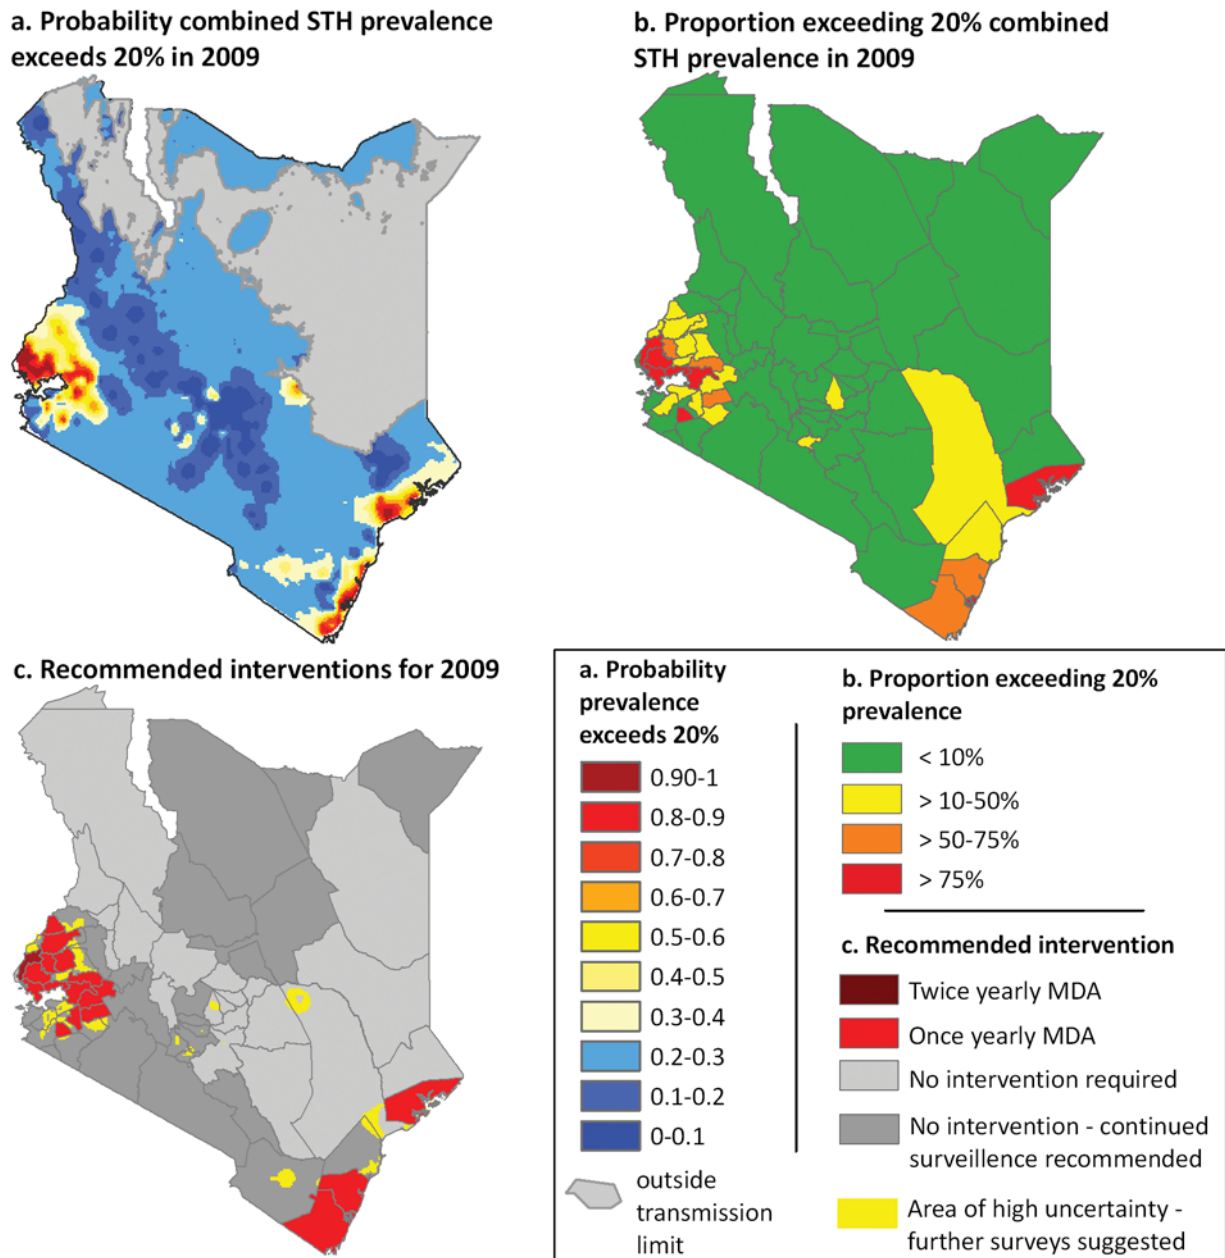 a. Probability combined STH prevalence
exceeds 20% in 2009
b. Proportion exceeding 20% combined
STH prevalence in 2009
c. Recommended interventions for 2009
a. Probability
prevalence
exceeds 20%
0.90-1
0.8-0.9
0.7-0.8
0.6-0.7
0.5-0.6
0.4-0.5
0.3-0.4
0.2-0.3
0.1-0.2
0-0.1
outside
transmission
limit
b. Proportion exceeding 20%
prevalence
< 10%
> 10-50%
> 50-75%
> 75%
c. Recommended intervention
Twice yearly MDA
Once yearly MDA
No intervention required
No intervention - continued
surveillence recommended
Area of high uncertainty -
further surveys suggested